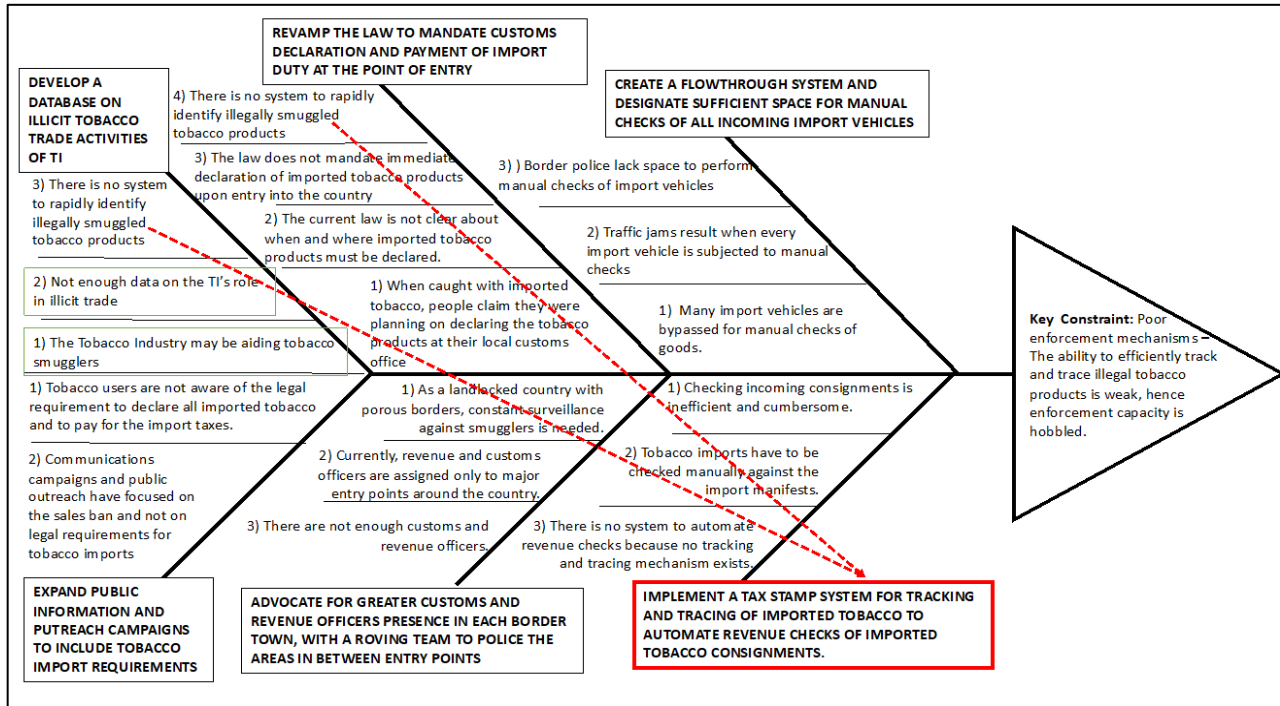 REVAMP THE LAW TO MANDATE CUSTOMS
DECLARATION AND PAYMENT OF IMPORT
DUTY AT THE POINT OF ENTRY
DEVELOP A
DATABASE ON
ILLICIT TOBACCO
TRADE ACTIVITIES
OF TI
CREATE A FLOWTHROUGH SYSTEM AND
DESIGNATE SUFFICIENT SPACE FOR MANUAL
CHECKS OF ALL INCOMING IMPORT VEHICLES
4) There is no system to rapidly
identify illegally smuggled
tobacco products
3) The law does not mandate immediate
declaration of imported tobacco products
upon entry into the country
2) The current law is not clear about
when and where imported tobacco
products must be declared.
1) When caught with imported
tobacco, people claim they were
planning on declaring the tobacco
products at their local customs
office
3) There is no system
to rapidly identify
illegally smuggled
tobacco products
2) Not enough data on the TI's role
in illicit trade
1) The Tobacco Industry may be aiding tobacco
smugglers
3) ) Border police lack space to perform
manual checks of import vehicles
2) Traffic jams result when every
import vehicle is subjected to manual
checks
1) Many import vehicles are
bypassed for manual checks of
goods.
Key Constraint: Poor
enforcement mechanisms –
The ability to efficiently track
and trace illegal tobacco
products is weak, hence
enforcement capacity is
hobbled.
1) Tobacco users are not aware of the legal
requirement to declare all imported tobacco
and to pay for the import taxes.
2) Communications
campaigns and public
outreach have focused on
the sales ban and not on
legal requirements for
tobacco imports
1) As a landlocked country with
porous borders, constant surveillance
against smugglers is needed.
2) Currently, revenue and customs
officers are assigned only to major
entry points around the country.
3) There are not enough customs and
revenue officers.
1) Checking incoming consignments is
inefficient and cumbersome.
2) Tobacco imports have to be
checked manually against the
import manifests.
3) There is no system to automate
revenue checks because no tracking
and tracing mechanism exists.
EXPAND PUBLIC
INFORMATION AND
PUTREACH CAMPAIGNS
TO INCLUDE TOBACCO
IMPORT REQUIREMENTS
ADVOCATE FOR GREATER CUSTOMS AND
REVENUE OFFICERS PRESENCE IN EACH BORDER
TOWN, WITH A ROVING TEAM TO POLICE THE
AREAS IN BETWEEN ENTRY POINTS
IMPLEMENT A TAX STAMP SYSTEM FOR TRACKING
AND TRACING OF IMPORTED TOBACCO TO
AUTOMATE REVENUE CHECKS OF IMPORTED
TOBACCO CONSIGNMENTS.